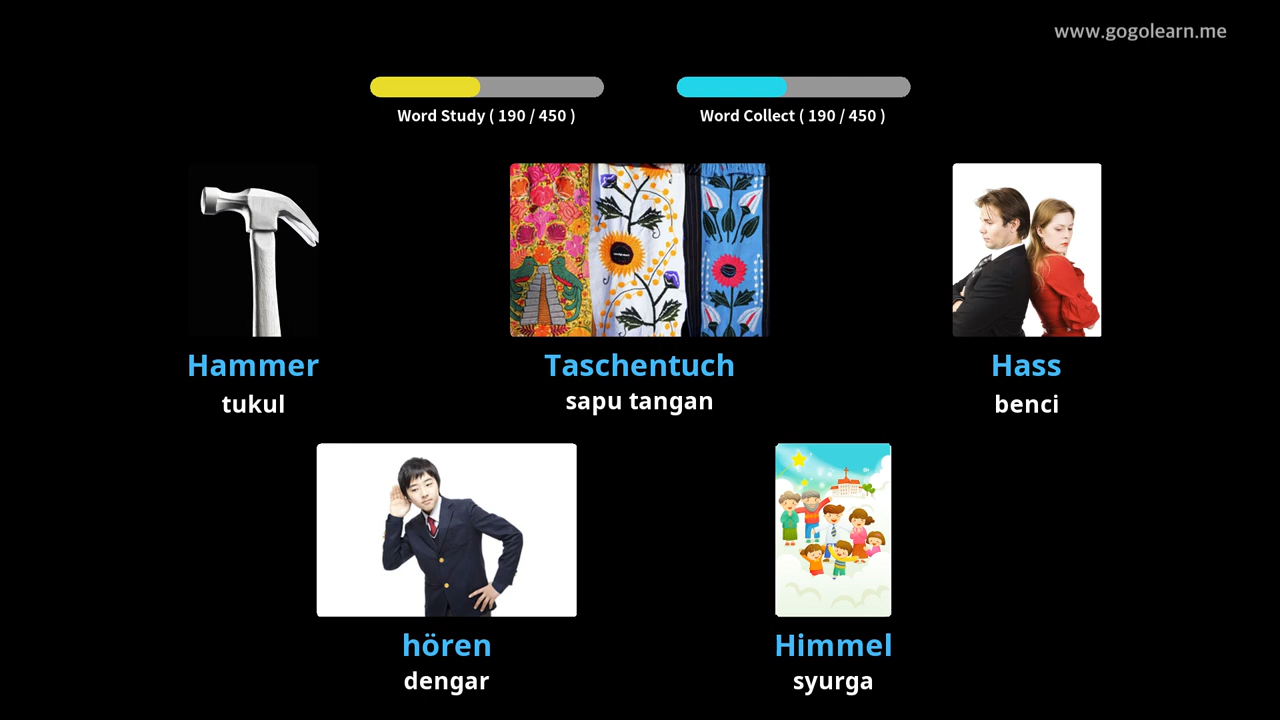 www.gogolearn.me
Word Study ( 190 / 450 )
Word Collect ( 190 / 450 )
Hammer
tukul
Taschentuch
sapu tangan
Hass
benci
hören
dengar
Himmel
syurga